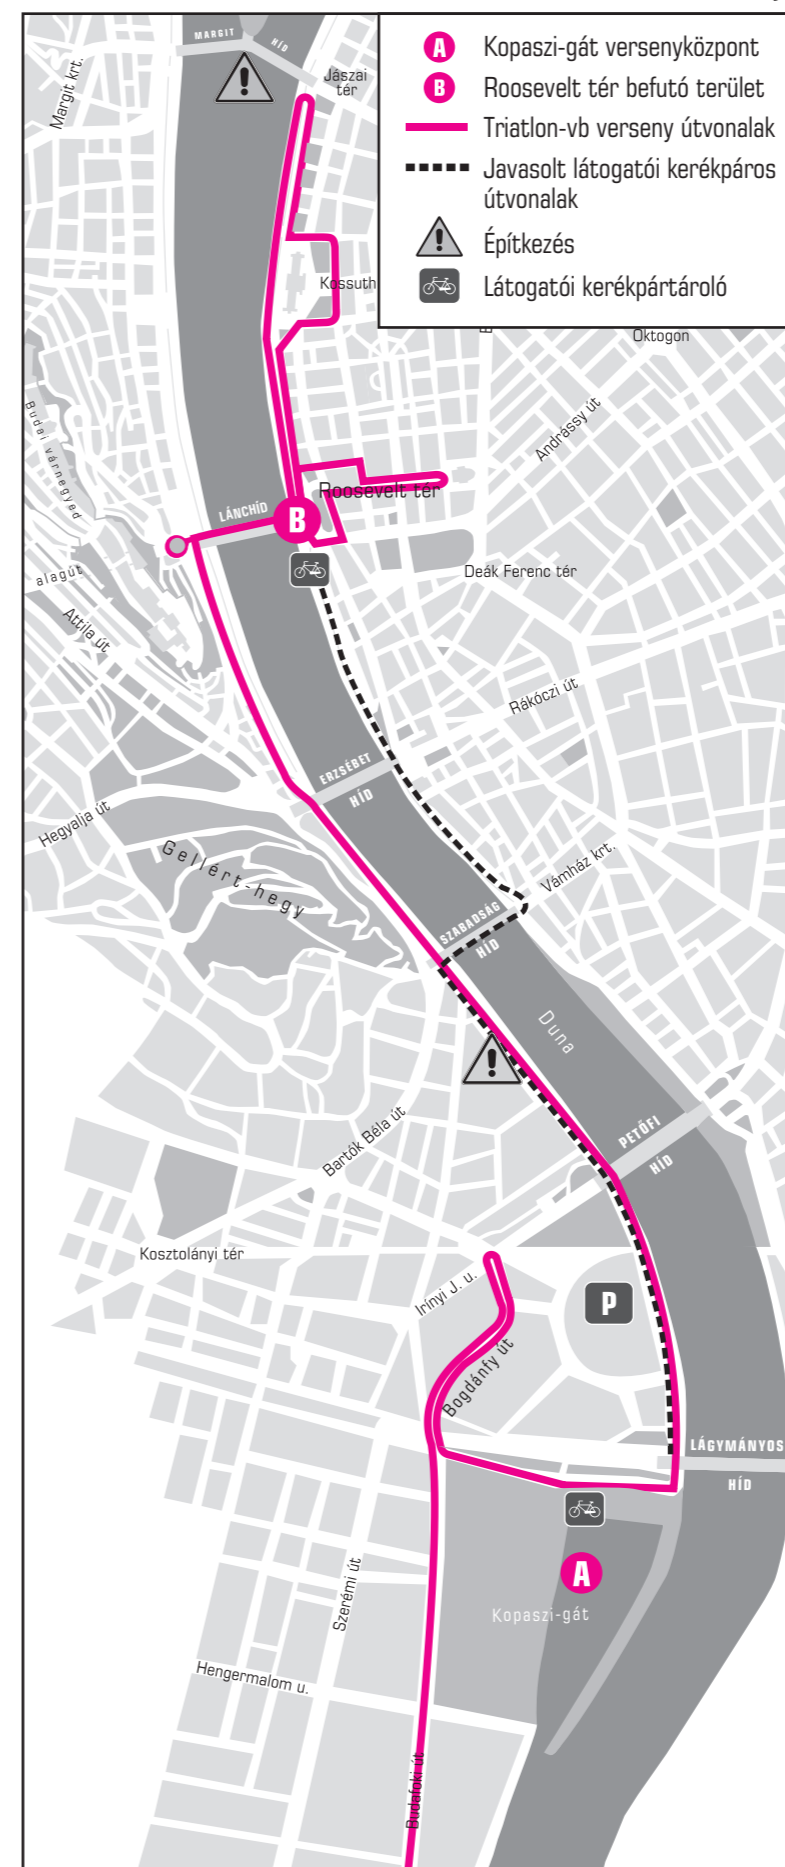 A Kopaszi-gát versenyközpont
B Roosevelt tér befutó terület
Triatlon-vb verseny útvonalak
Javasolt látogatói kerékpáros
útvonalak
Építkezés
Látogatói kerékpártároló
MARGIT HÍD
Jászai
tér
Margit krt.
Kossuth
Oktogon
Andrássy út
Budai várnegyed
Roosevelt tér
LÁNCHÍD
B
alagút
Deák Ferenc tér
Attila út
Rákóczi út
ERZSÉBET
HÍD
Hegyalja út
Gellért-hegy
Vámház krt.
SZABADSÁG
HÍD
Duna
PETŐFI
HÍD
Bartók Béla út
Kosztolányi tér
Irínyi J. u.
P
Bogdánfy út
LÁGYMÁNYOS
HÍD
A
Kopaszi-gát
Szerémi út
Hengermalom u.
Budafoki út